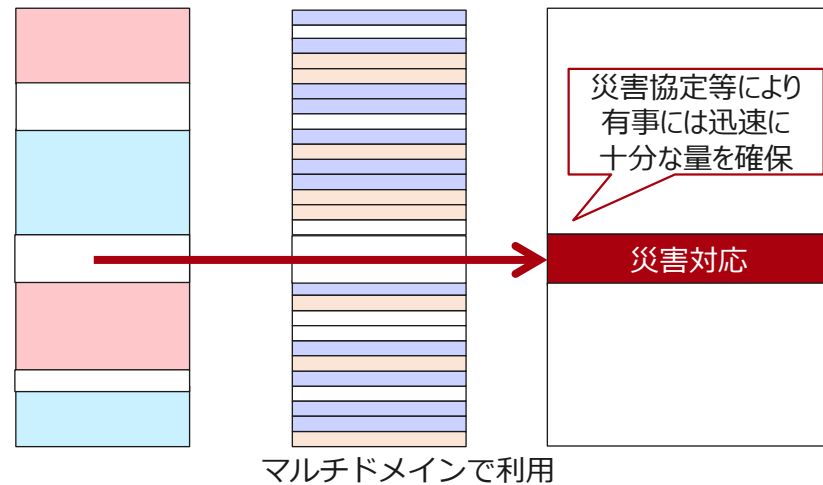 災害協定等により
有事には迅速に
十分な量を確保
災害対応
マルチドメインで利用